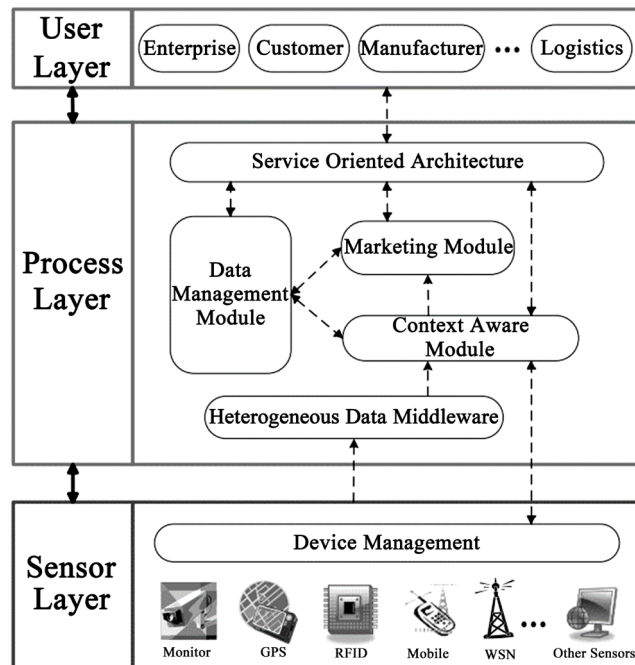 User
Layer
Enterprise
Customer
Manufacturer
•••
Logistics
Process
Layer
Service Oriented Architecture
Data
Management
Module
Marketing Module
Context Aware
Module
Heterogeneous Data Middleware
Sensor
Layer
Device Management
Monitor
GPS
RFID
Mobile
WSN
•••
Other Sensors